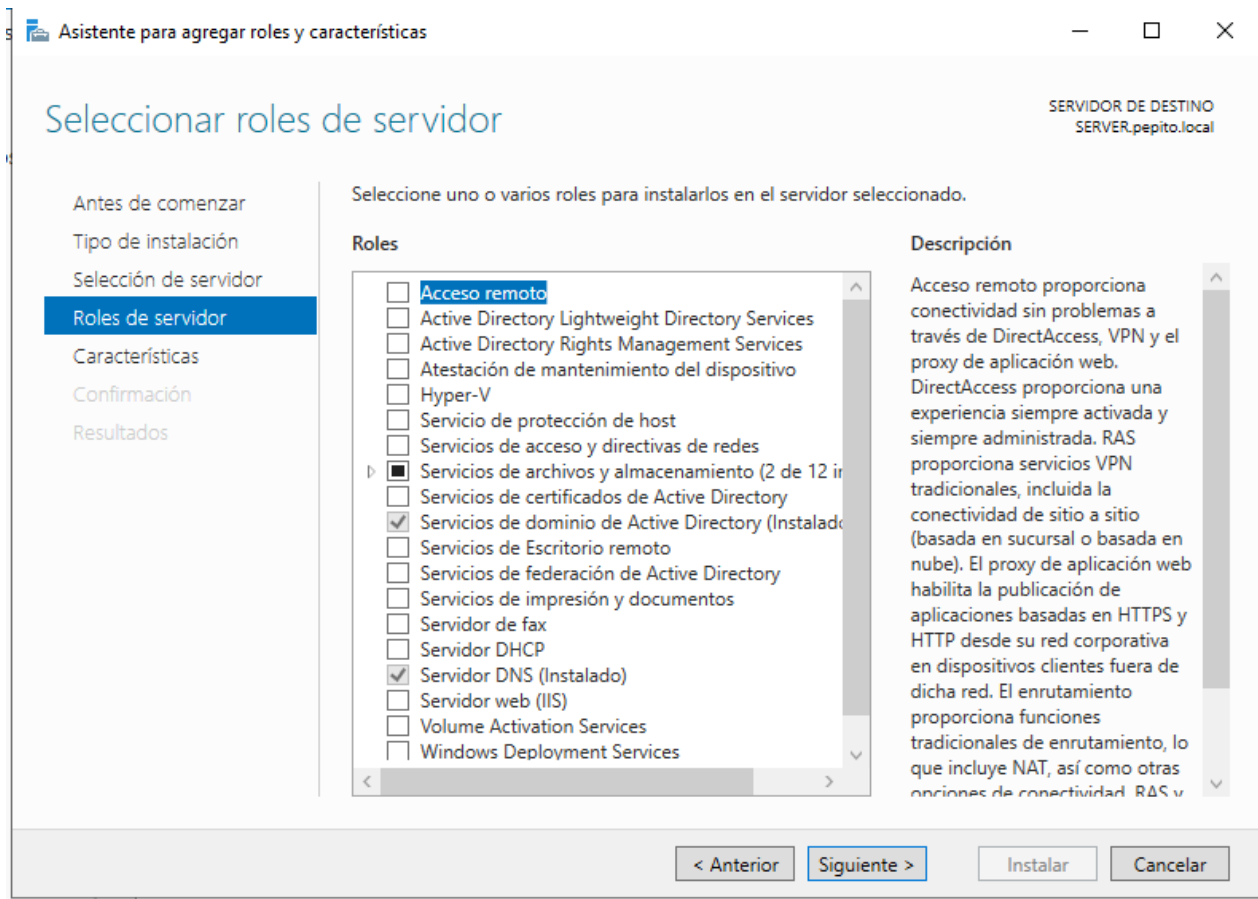 Asistente para agregar roles y características
Seleccionar roles de servidor
SERVIDOR DE DESTINO
SERVER.pepito.local
Antes de comenzar
Tipo de instalación
Selección de servidor
Roles de servidor
Características
Confirmación
Resultados
Seleccione uno o varios roles para instalarlos en el servidor seleccionado.
Roles
Acceso remoto
Active Directory Lightweight Directory Services
Active Directory Rights Management Services
Atestación de mantenimiento del dispositivo
Hyper-V
Servicio de protección de host
Servicios de acceso y directivas de redes
Servicios de archivos y almacenamiento (2 de 12 in
Servicios de certificados de Active Directory
Servicios de dominio de Active Directory (Instalado
Servicios de Escritorio remoto
Servicios de federación de Active Directory
Servicios de impresión y documentos
Servidor de fax
Servidor DHCP
Servidor DNS (Instalado)
Servidor web (IIS)
Volume Activation Services
Windows Deployment Services
Descripción
Acceso remoto proporciona
conectividad sin problemas a
través de DirectAccess, VPN y el
proxy de aplicación web.
DirectAccess proporciona una
experiencia siempre activada y
siempre administrada. RAS
proporciona servicios VPN
tradicionales, incluida la
conectividad de sitio a sitio
(basada en sucursal o basada en
nube). El proxy de aplicación web
habilita la publicación de
aplicaciones basadas en HTTPS y
HTTP desde su red corporativa
en dispositivos clientes fuera de
dicha red. El enrutamiento
proporciona funciones
tradicionales de enrutamiento, lo
que incluye NAT, así como otras
opciones de conectividad. RAS y
< Anterior
Siguiente >
Instalar
Cancelar